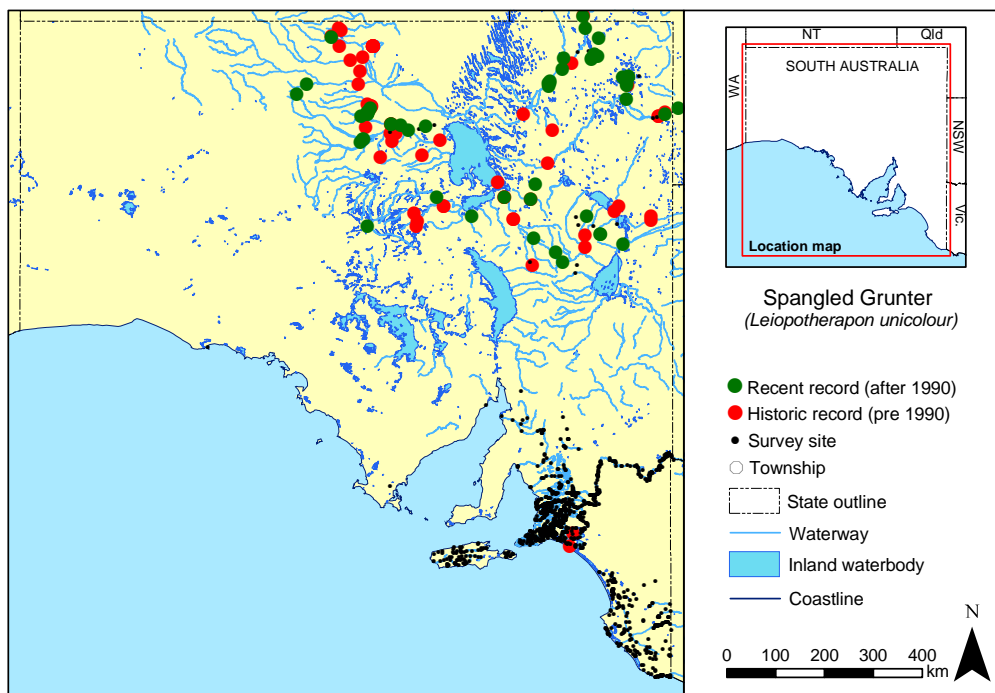 NT
Qld
SOUTH AUSTRALIA
WA
NSW
Vic.
Location map
Spangled Grunter
(Leiopotherapon unicolour)
Recent record (after 1990)
Historic record (pre 1990)
Survey site
Township
State outline
Waterway
Inland waterbody
Coastline
N
0 100 200 300 400
km